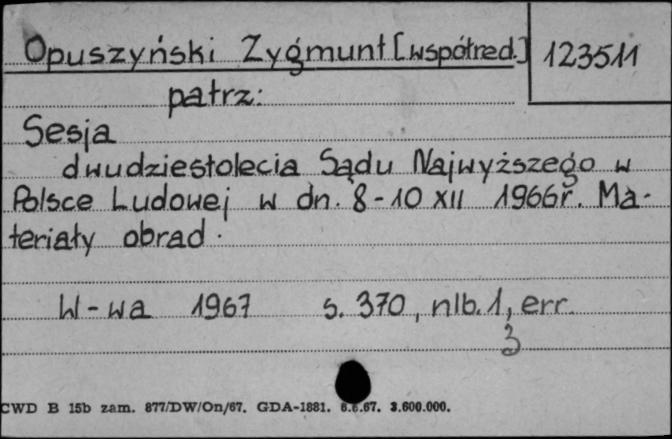 Opuszyński Zygmunt [współred.] 123511
patrz:
Sesja
dwudziestolecia Sądu Najwyższego w
Polsce Ludowej w dn. 8-10 XII 1966r. Ma-
teriały obrad.
W-wa 1967 s. 370, nlb. 1, err.
3
CWD B 15b zam. 877/DW/On/67. GDA-1881. 6.6.67. 3.600.000.